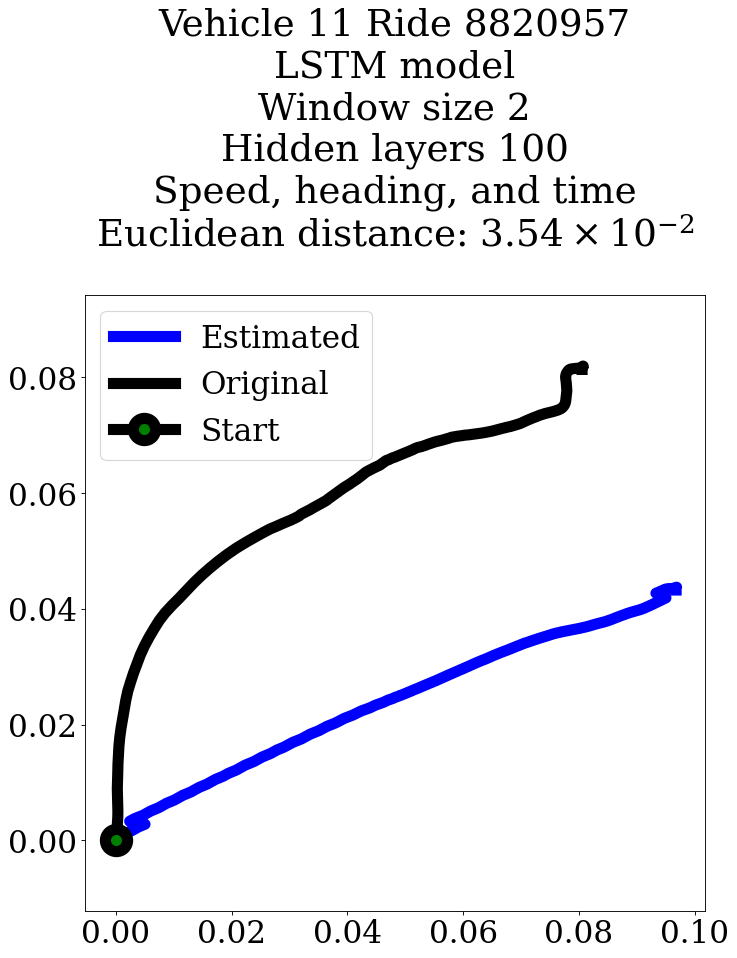 Vehicle 11 Ride 8820957
LSTM model
Window size 2
Hidden layers 100
Speed, heading, and time
Euclidean distance: 3.54 × 10⁻²
Estimated
Original
Start
0.08
0.06
0.04
0.02
0.00
0.00 0.02 0.04 0.06 0.08 0.10